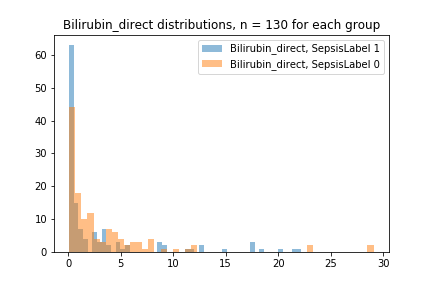 Bilirubin_direct distributions, n = 130 for each group
Bilirubin_direct, SepsisLabel 1
Bilirubin_direct, SepsisLabel 0
60
50
40
30
20
10
0
0 5 10 15 20 25 30